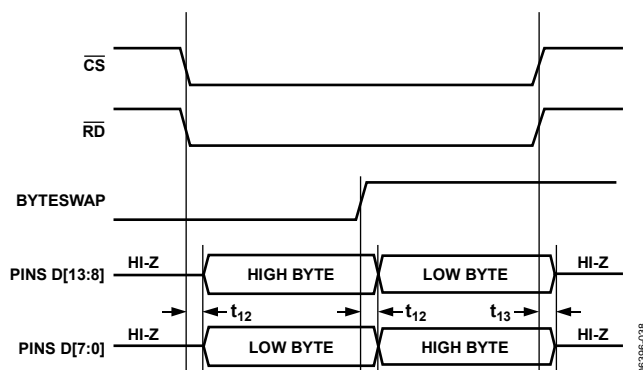 CS
RD
BYTESWAP
PINS D[13:8] HI-Z HIGH BYTE LOW BYTE HI-Z
t12 t12 t13
PINS D[7:0] HI-Z LOW BYTE HIGH BYTE HI-Z